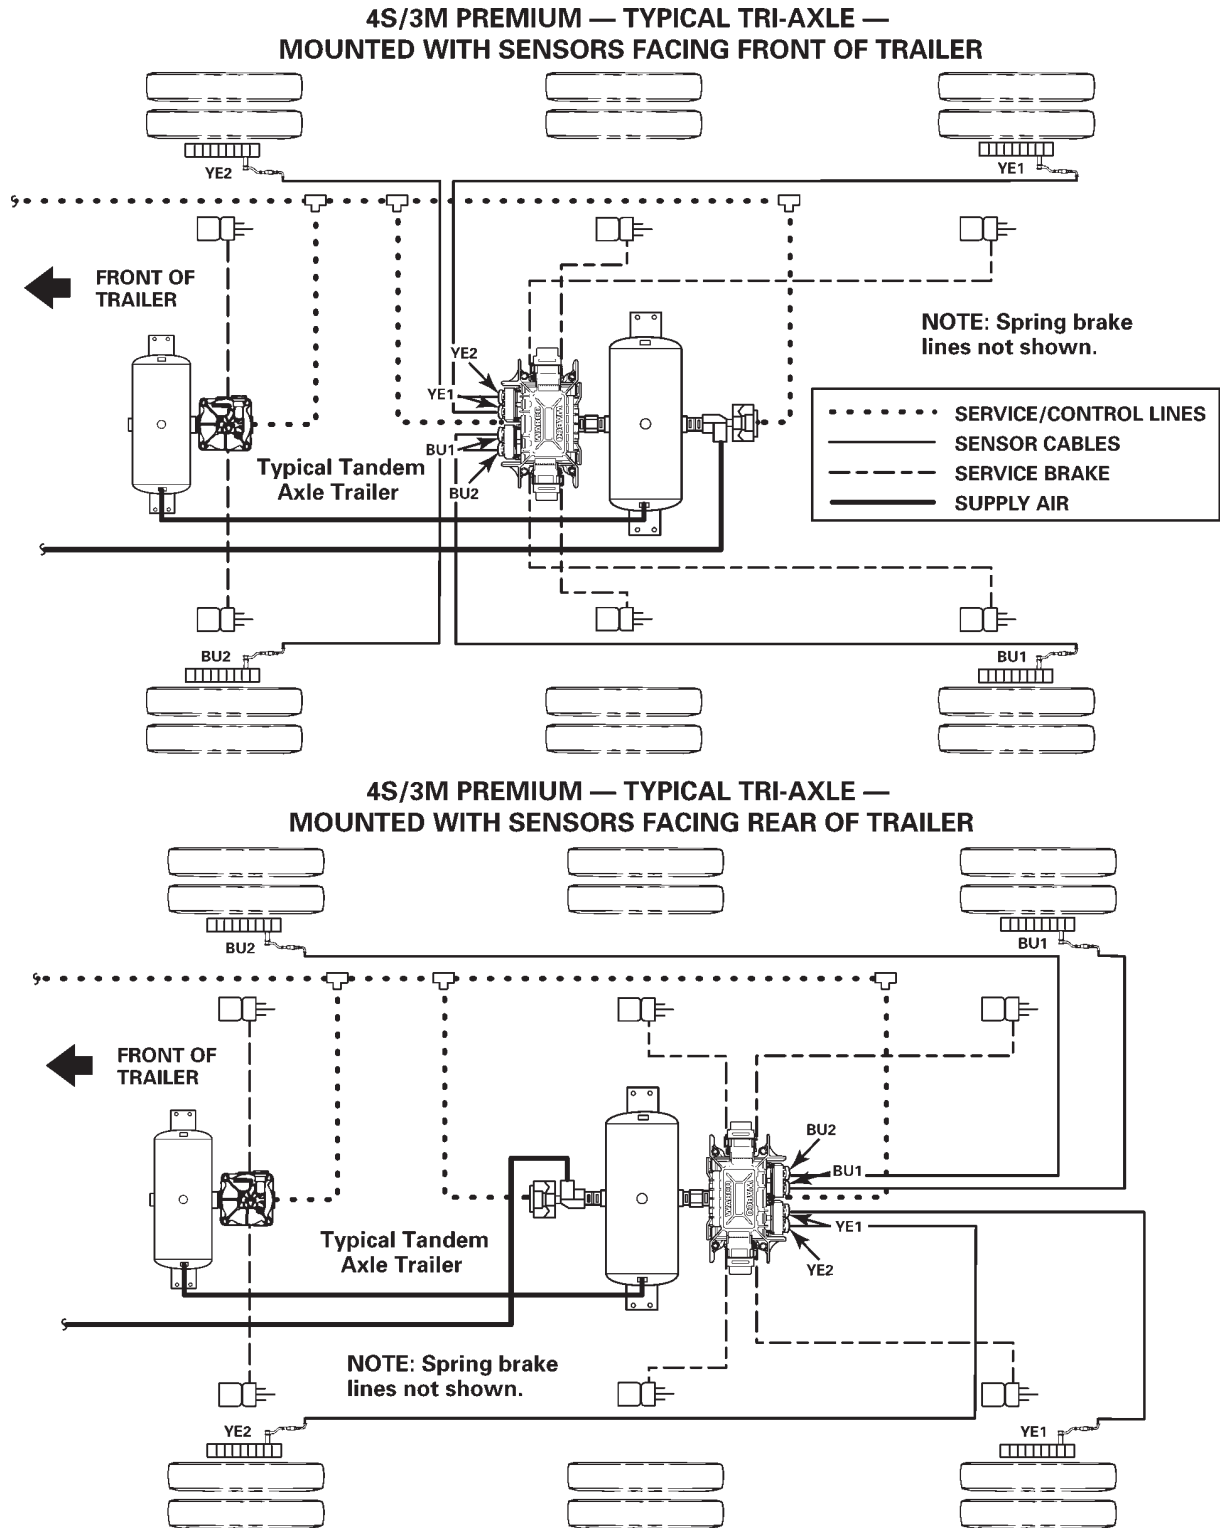 4S/3M PREMIUM — TYPICAL TRI-AXLE —
MOUNTED WITH SENSORS FACING FRONT OF TRAILER
YE2
YE1
FRONT OF
TRAILER
NOTE: Spring brake
lines not shown.
YE2
YE1
BU1
BU2
Typical Tandem
Axle Trailer
SERVICE/CONTROL LINES
SENSOR CABLES
SERVICE BRAKE
SUPPLY AIR
BU2
BU1
4S/3M PREMIUM — TYPICAL TRI-AXLE —
MOUNTED WITH SENSORS FACING REAR OF TRAILER
BU2
BU1
FRONT OF
TRAILER
BU2
BU1
YE1
YE2
Typical Tandem
Axle Trailer
NOTE: Spring brake
lines not shown.
YE2
YE1